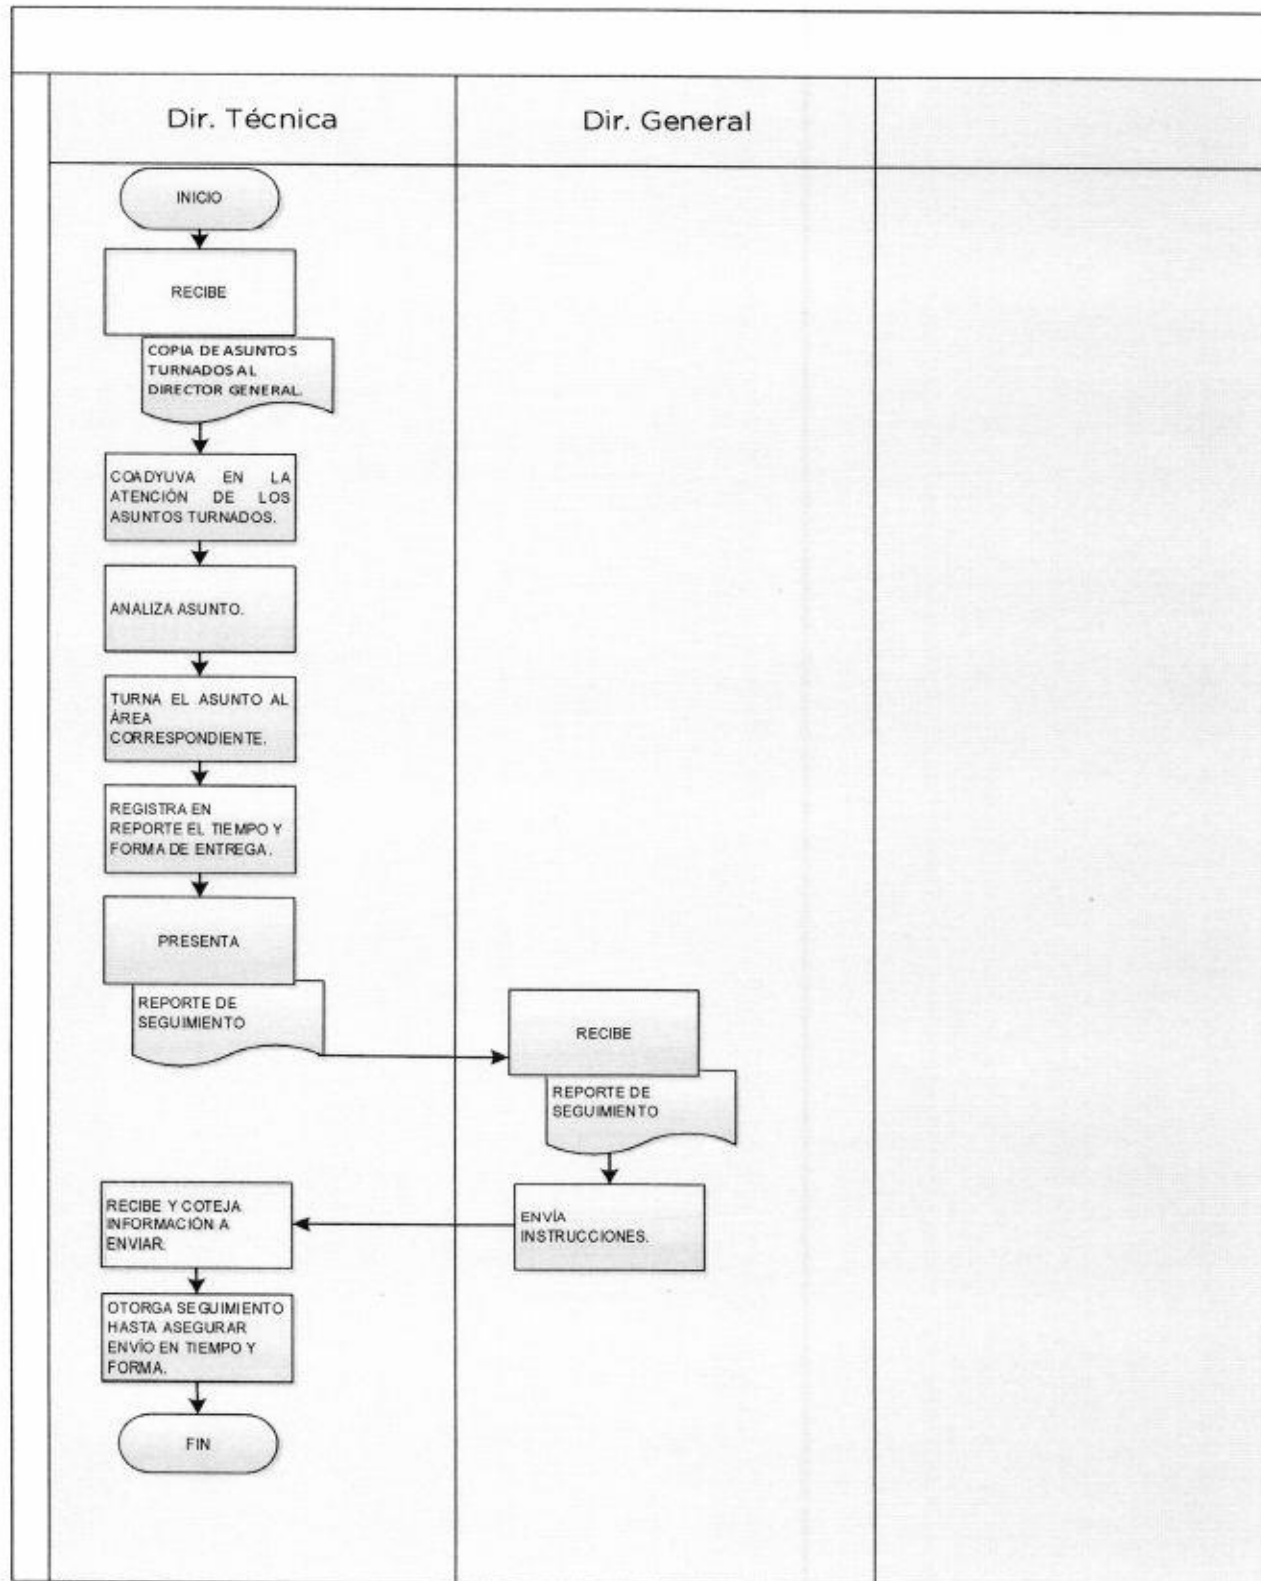 Dir. Técnica
Dir. General
INICIO
RECIBE
COPIA DE ASUNTOS
TURNADOS AL
DIRECTOR GENERAL.
COADYUVA EN LA
ATENCIÓN DE LOS
ASUNTOS TURNADOS.
ANALIZA ASUNTO.
TURNA EL ASUNTO AL
ÁREA
CORRESPONDIENTE.
REGISTRA EN
REPORTE EL TIEMPO Y
FORMA DE ENTREGA.
PRESENTA
REPORTE DE
SEGUIMIENTO
RECIBE
REPORTE DE
SEGUIMIENTO
ENVÍA
INSTRUCCIONES.
RECIBE Y COTEJA
INFORMACIÓN A
ENVIAR.
OTORGA SEGUIMIENTO
HASTA ASEGURAR
ENVÍO EN TIEMPO Y
FORMA.
FIN